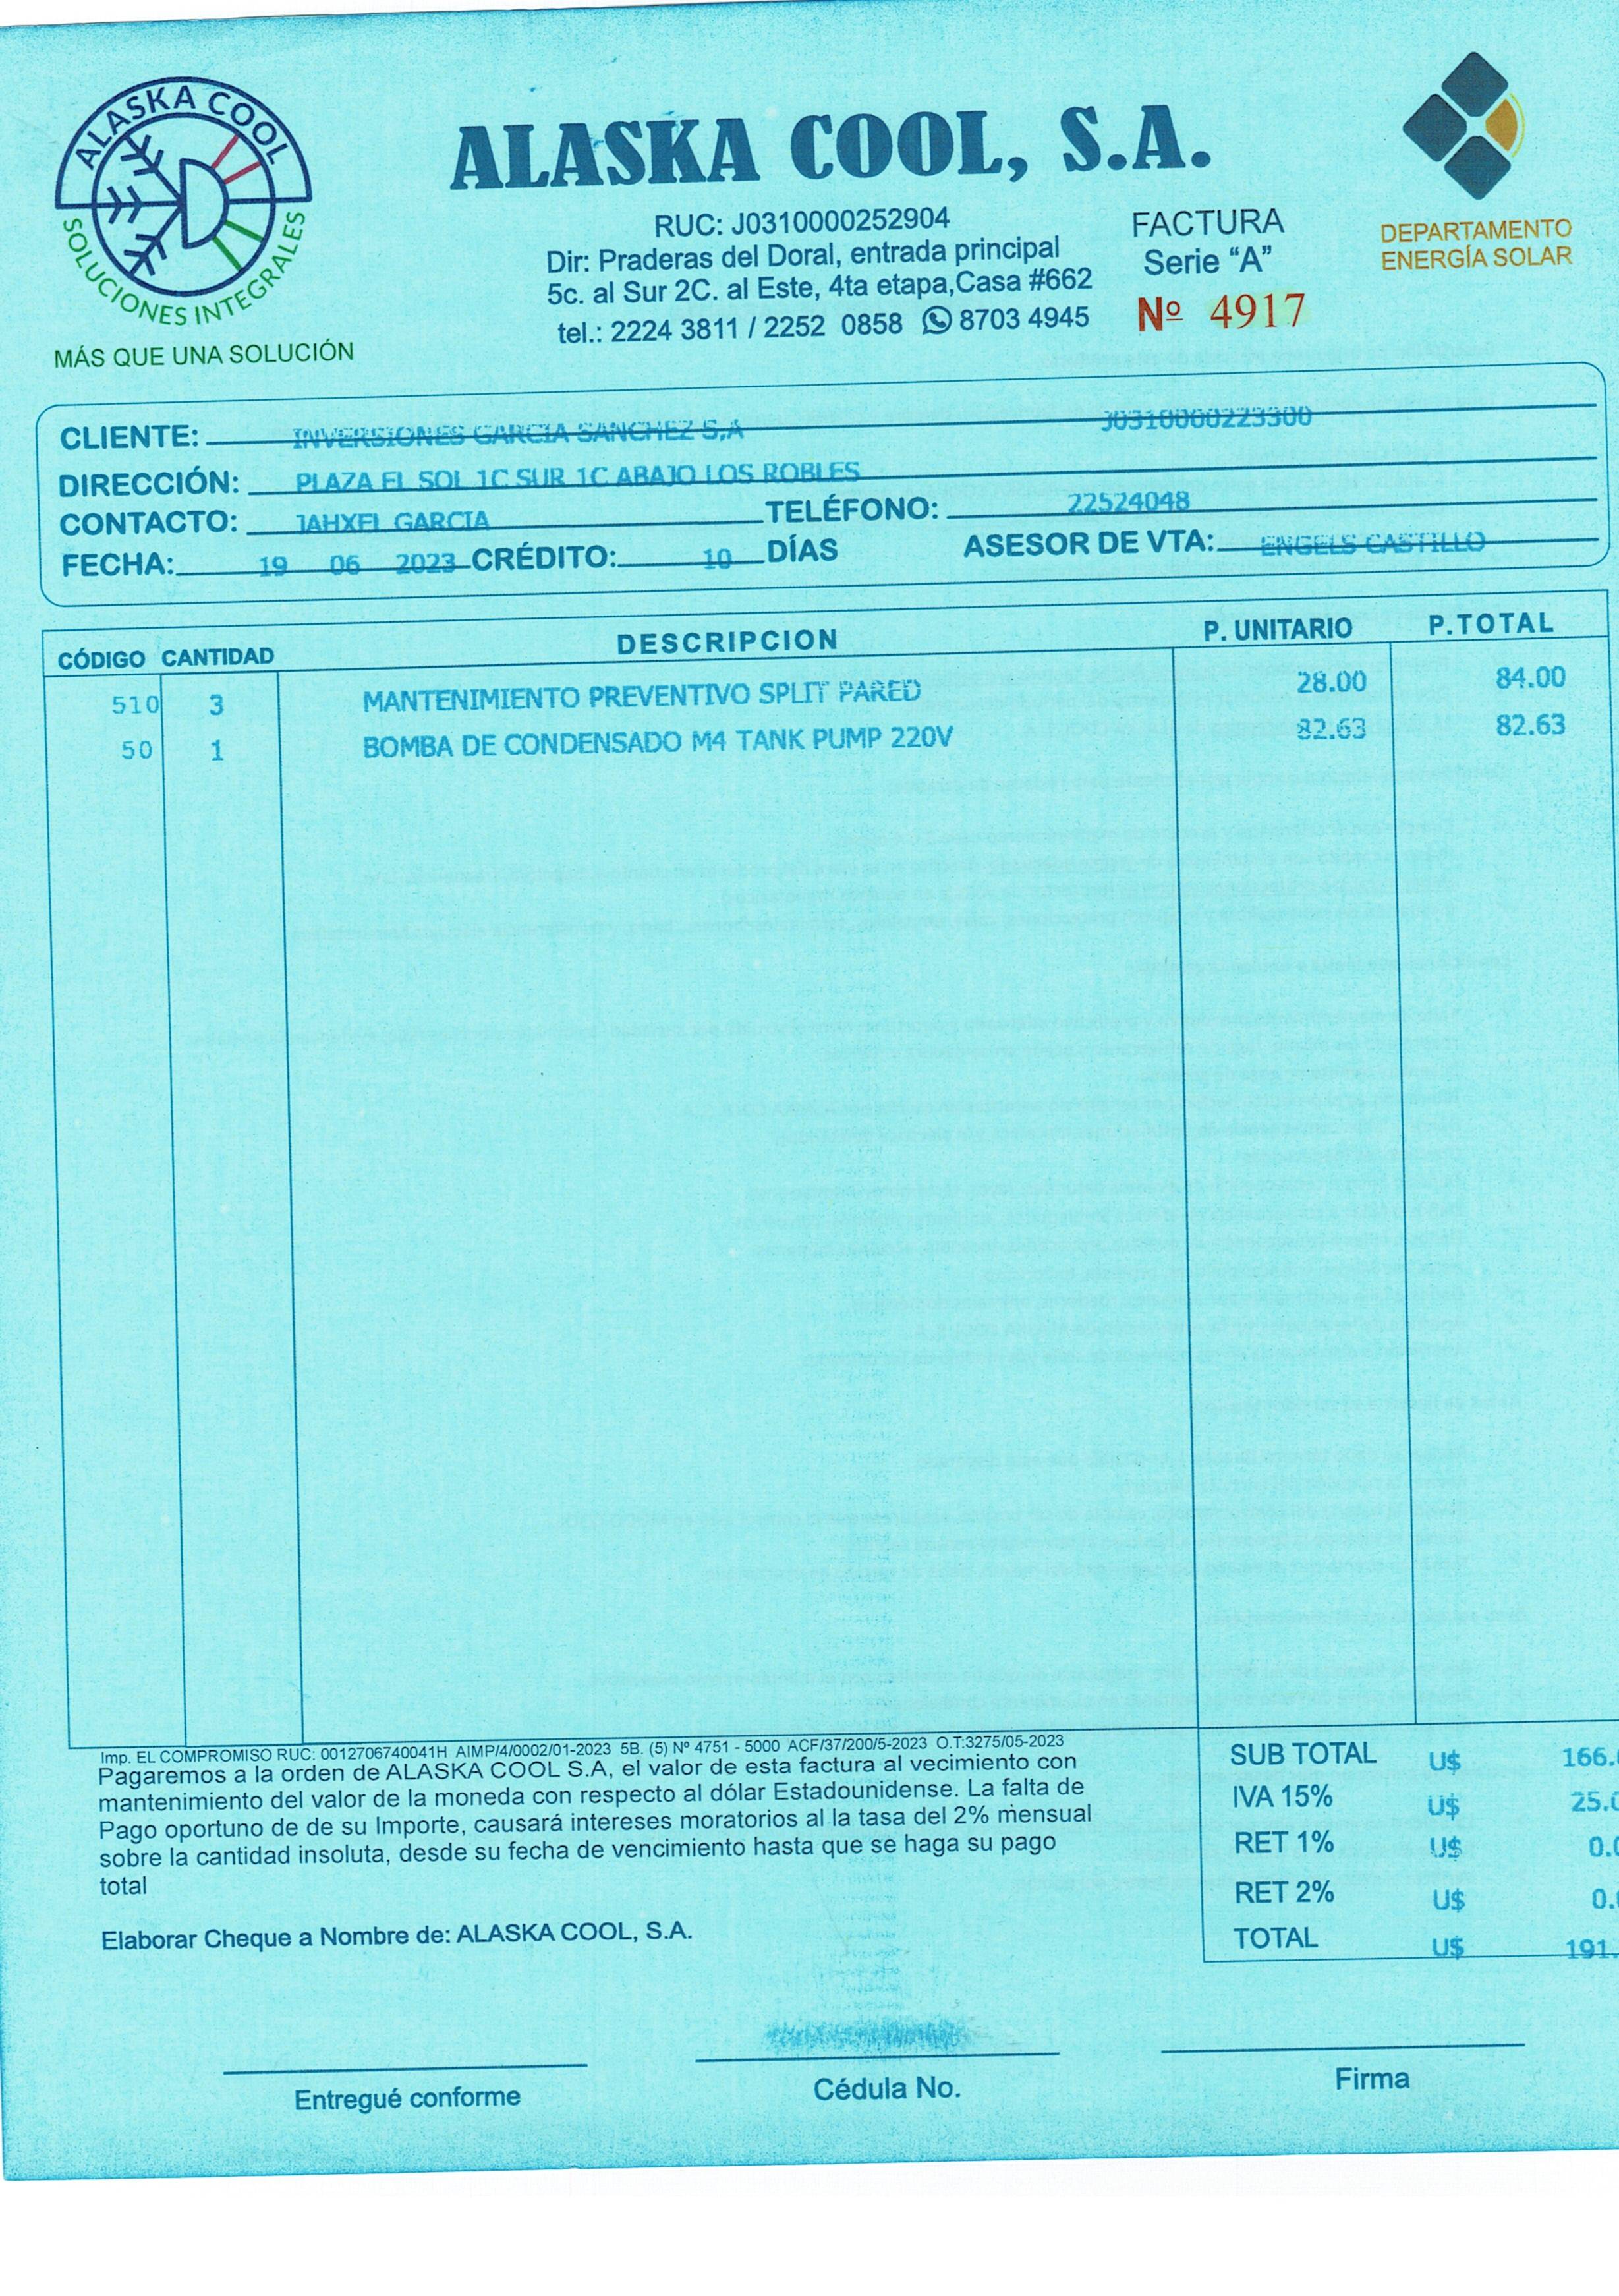 ALASKA COOL
SOLUCIONES INTEGRALES
MÁS QUE UNA SOLUCIÓN
ALASKA COOL, S.A.
RUC: J0310000252904
Dir: Praderas del Doral, entrada principal
5c. al Sur 2C. al Este, 4ta etapa,Casa #662
tel.: 2224 3811 / 2252 0858 8703 4945
FACTURA
Serie "A"
Nº 4917
DEPARTAMENTO
ENERGÍA SOLAR
CLIENTE: INVERSIONES GARCIA SANCHEZ S,A J0310000223300
DIRECCIÓN: PLAZA EL SOL 1C SUR 1C ABAJO LOS ROBLES
CONTACTO: JAHXEL GARCIA TELÉFONO: 22524048
FECHA: 19 06 2023 CRÉDITO: 10 DÍAS ASESOR DE VTA: ENGELS CASTILLO
CÓDIGO CANTIDAD DESCRIPCION P. UNITARIO P.TOTAL
510 3 MANTENIMIENTO PREVENTIVO SPLIT PARED 28.00 84.00
50 1 BOMBA DE CONDENSADO M4 TANK PUMP 220V 82.63 82.63
Imp. EL COMPROMISO RUC: 0012706740041H AIMP/4/0002/01-2023 5B. (5) Nº 4751 - 5000 ACF/37/200/5-2023 O.T:3275/05-2023
Pagaremos a la orden de ALASKA COOL S.A, el valor de esta factura al vecimiento con
mantenimiento del valor de la moneda con respecto al dólar Estadounidense. La falta de
Pago oportuno de de su Importe, causará intereses moratorios al la tasa del 2% mensual
sobre la cantidad insoluta, desde su fecha de vencimiento hasta que se haga su pago
total
Elaborar Cheque a Nombre de: ALASKA COOL, S.A.
SUB TOTAL U$ 166.
IVA 15% U$ 25.
RET 1% U$ 0.
RET 2% U$ 0.
TOTAL U$ 191.
Entregué conforme
Cédula No.
Firma